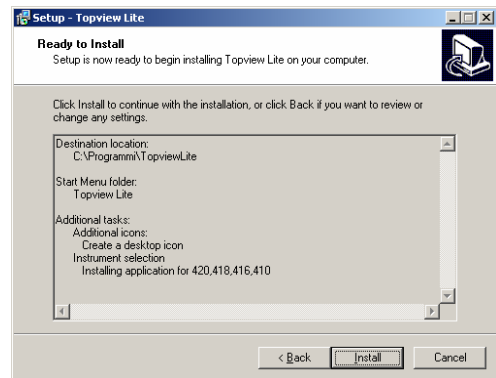 Setup - Topview Lite
Ready to Install
Setup is now ready to begin installing Topview Lite on your computer.
Click Install to continue with the installation, or click Back if you want to review or
change any settings.
Destination location:
C:\Programmi\TopviewLite
Start Menu folder:
Topview Lite
Additional tasks:
Additional icons:
Create a desktop icon
Instrument selection
Installing application for 420,418,416,410
< Back
Install
Cancel